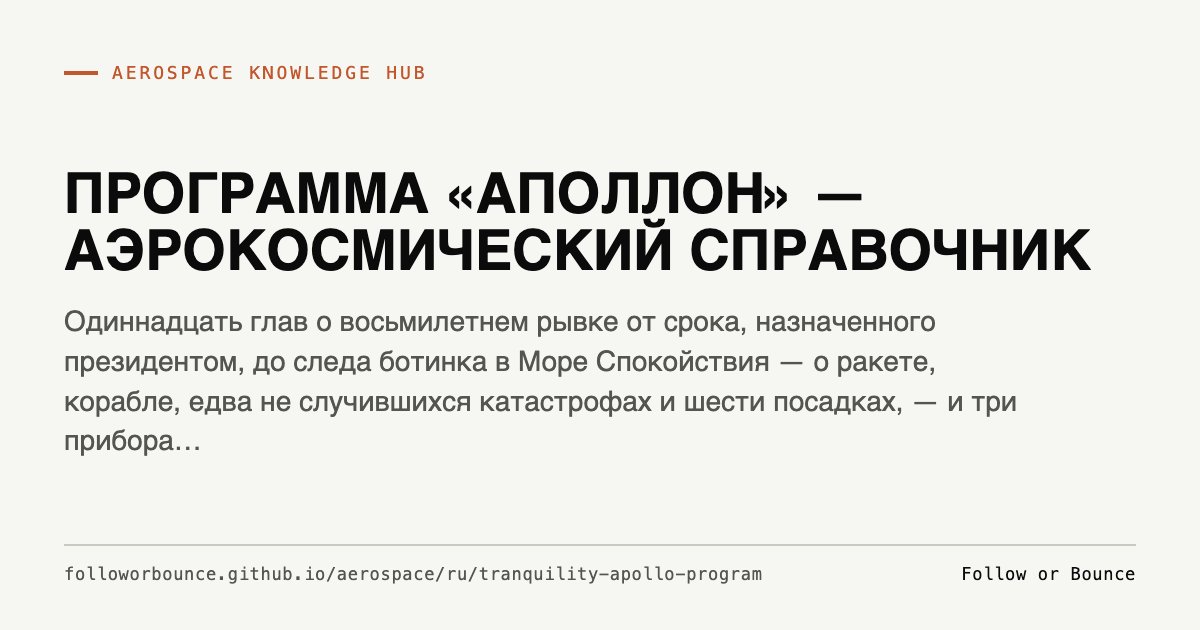 AEROSPACE KNOWLEDGE HUB
ПРОГРАММА «АПОЛЛОН» —
АЭРОКОСМИЧЕСКИЙ СПРАВОЧНИК
Одиннадцать глав о восьмилетнем рывке от срока, назначенного
президентом, до следа ботинка в Море Спокойствия — о ракете,
корабле, едва не случившихся катастрофах и шести посадках, — и три
прибора…
followorbounce.github.io/aerospace/ru/tranquility-apollo-program
Follow or Bounce